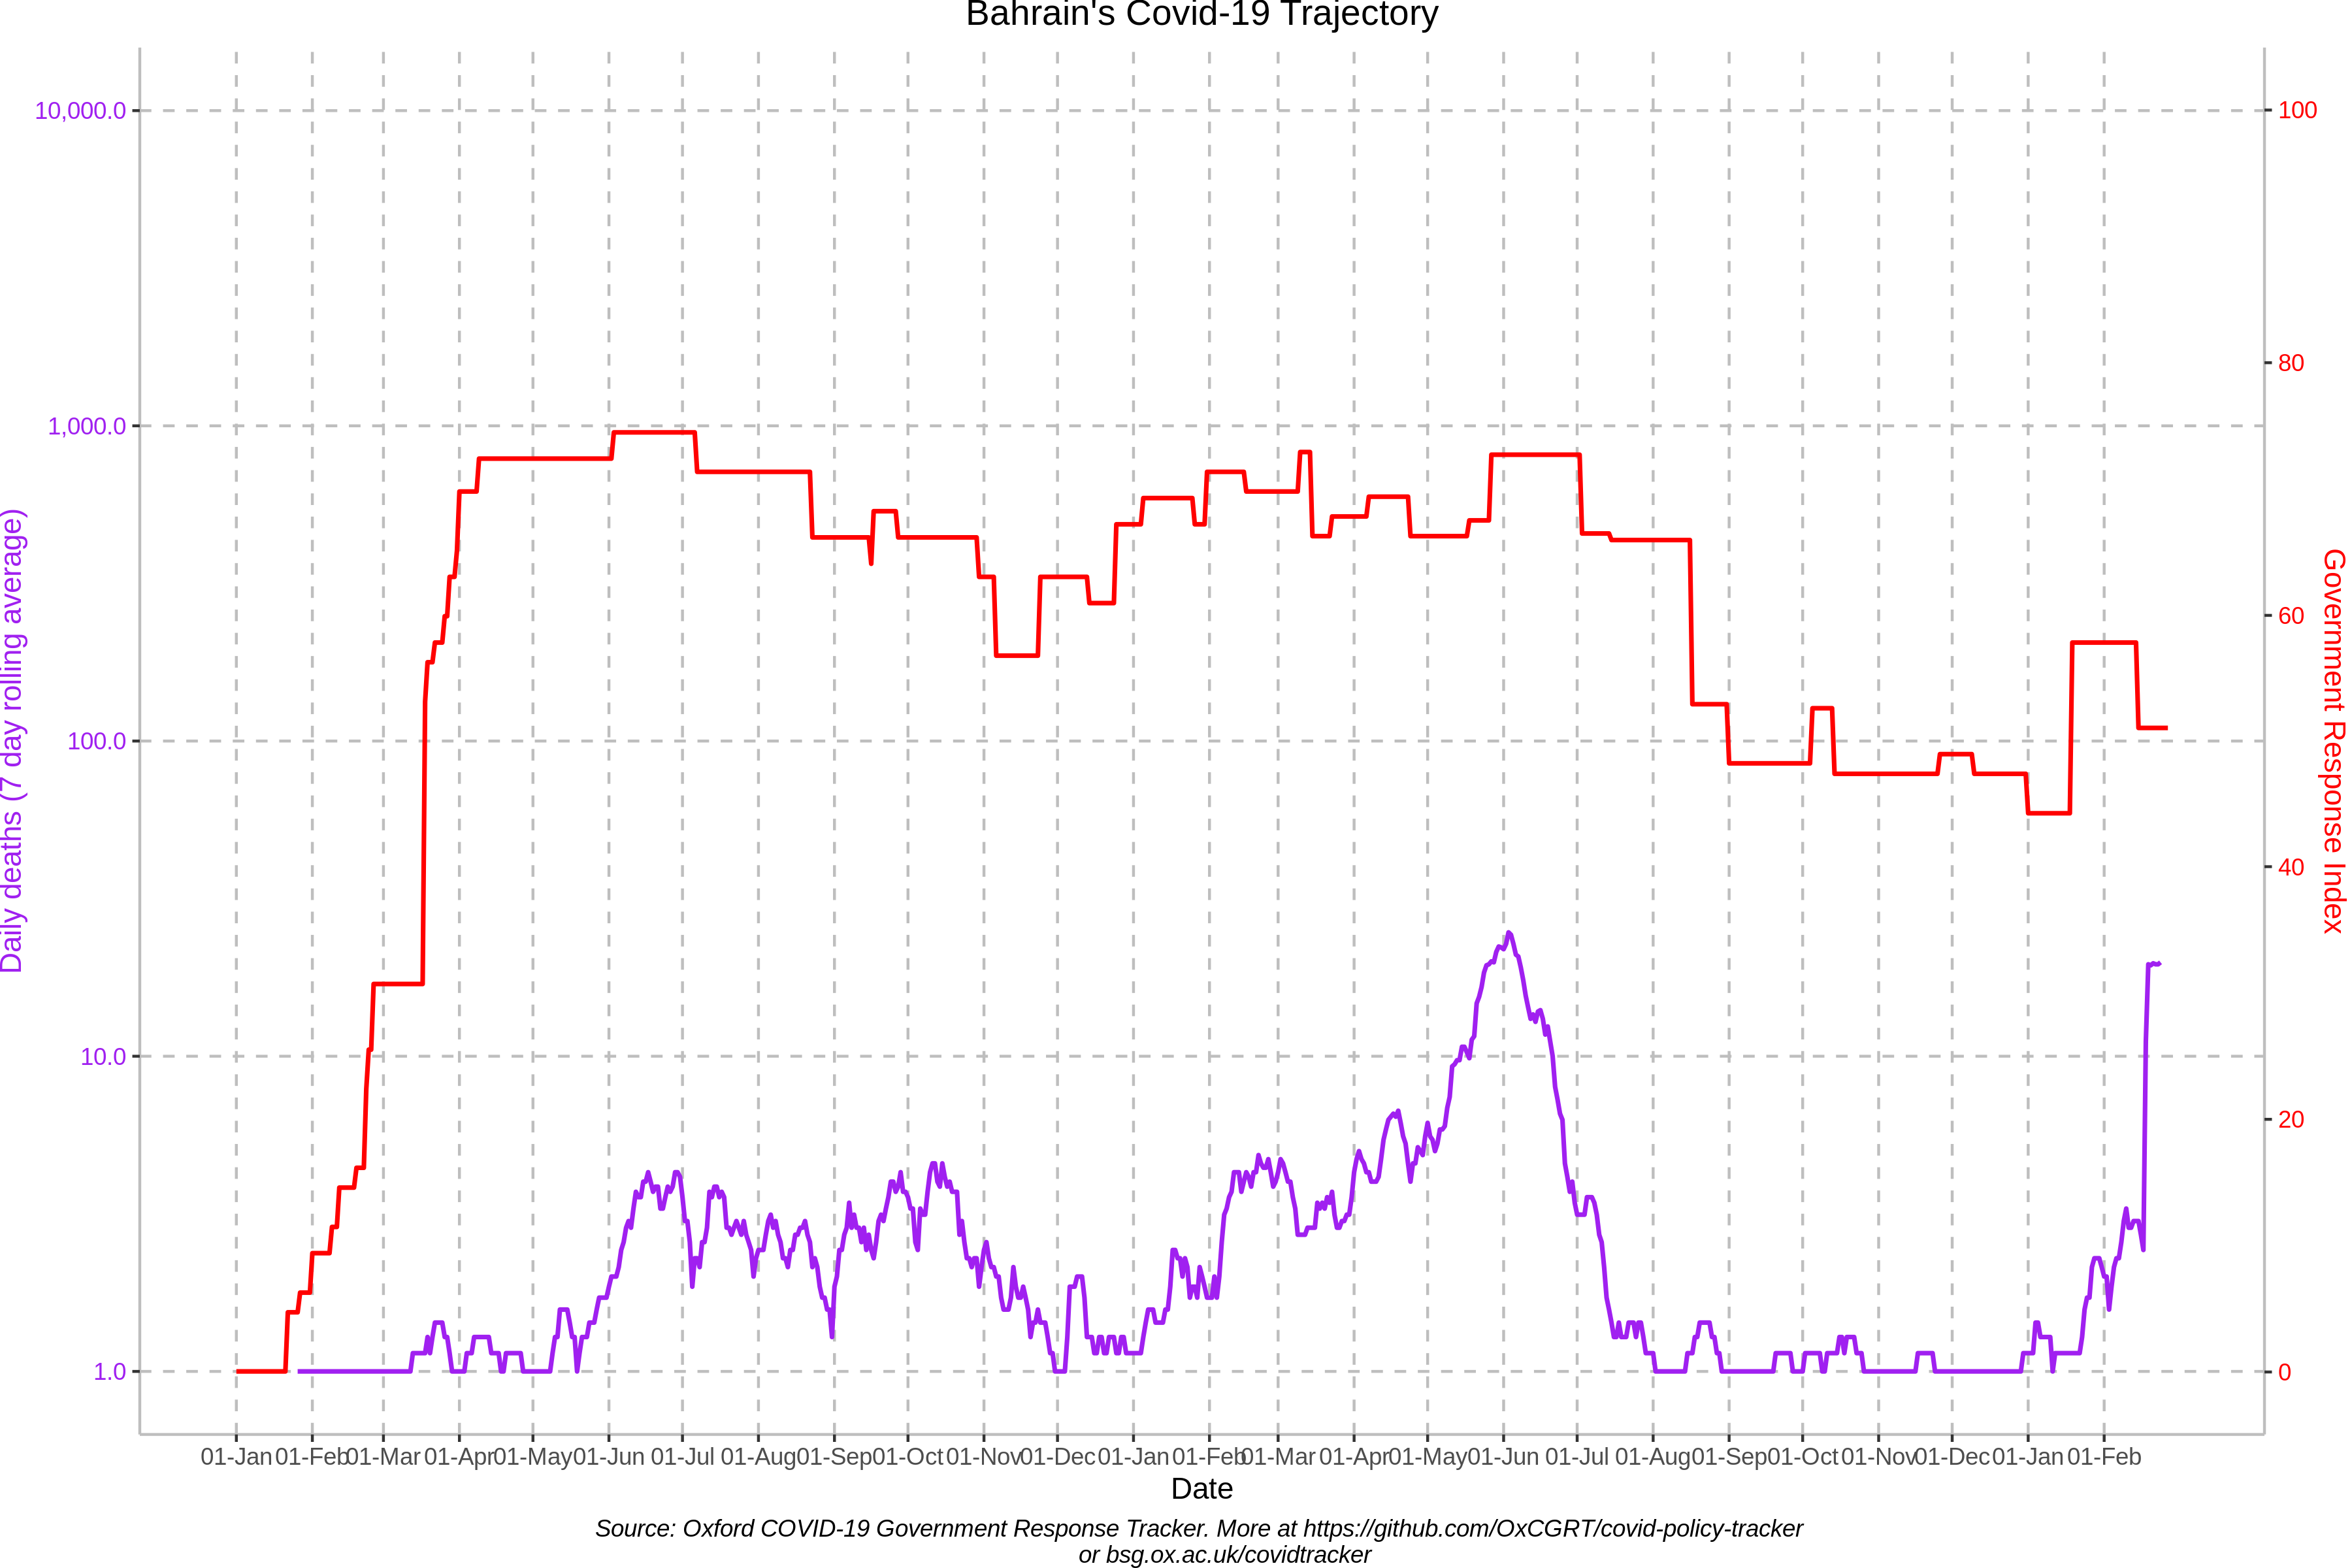 Bahrain's Covid-19 Trajectory
10,000.0
1,000.0
100.0
10.0
1.0
Daily deaths (7 day rolling average)
100
80
60
40
20
0
Government Response Index
01-Jan 01-Feb 01-Mar 01-Apr 01-May 01-Jun 01-Jul 01-Aug 01-Sep 01-Oct 01-Nov 01-Dec 01-Jan 01-Feb 01-Mar 01-Apr 01-May 01-Jun 01-Jul 01-Aug 01-Sep 01-Oct 01-Nov 01-Dec 01-Jan 01-Feb
Date
Source: Oxford COVID-19 Government Response Tracker. More at https://github.com/OxCGRT/covid-policy-tracker
or bsg.ox.ac.uk/covidtracker